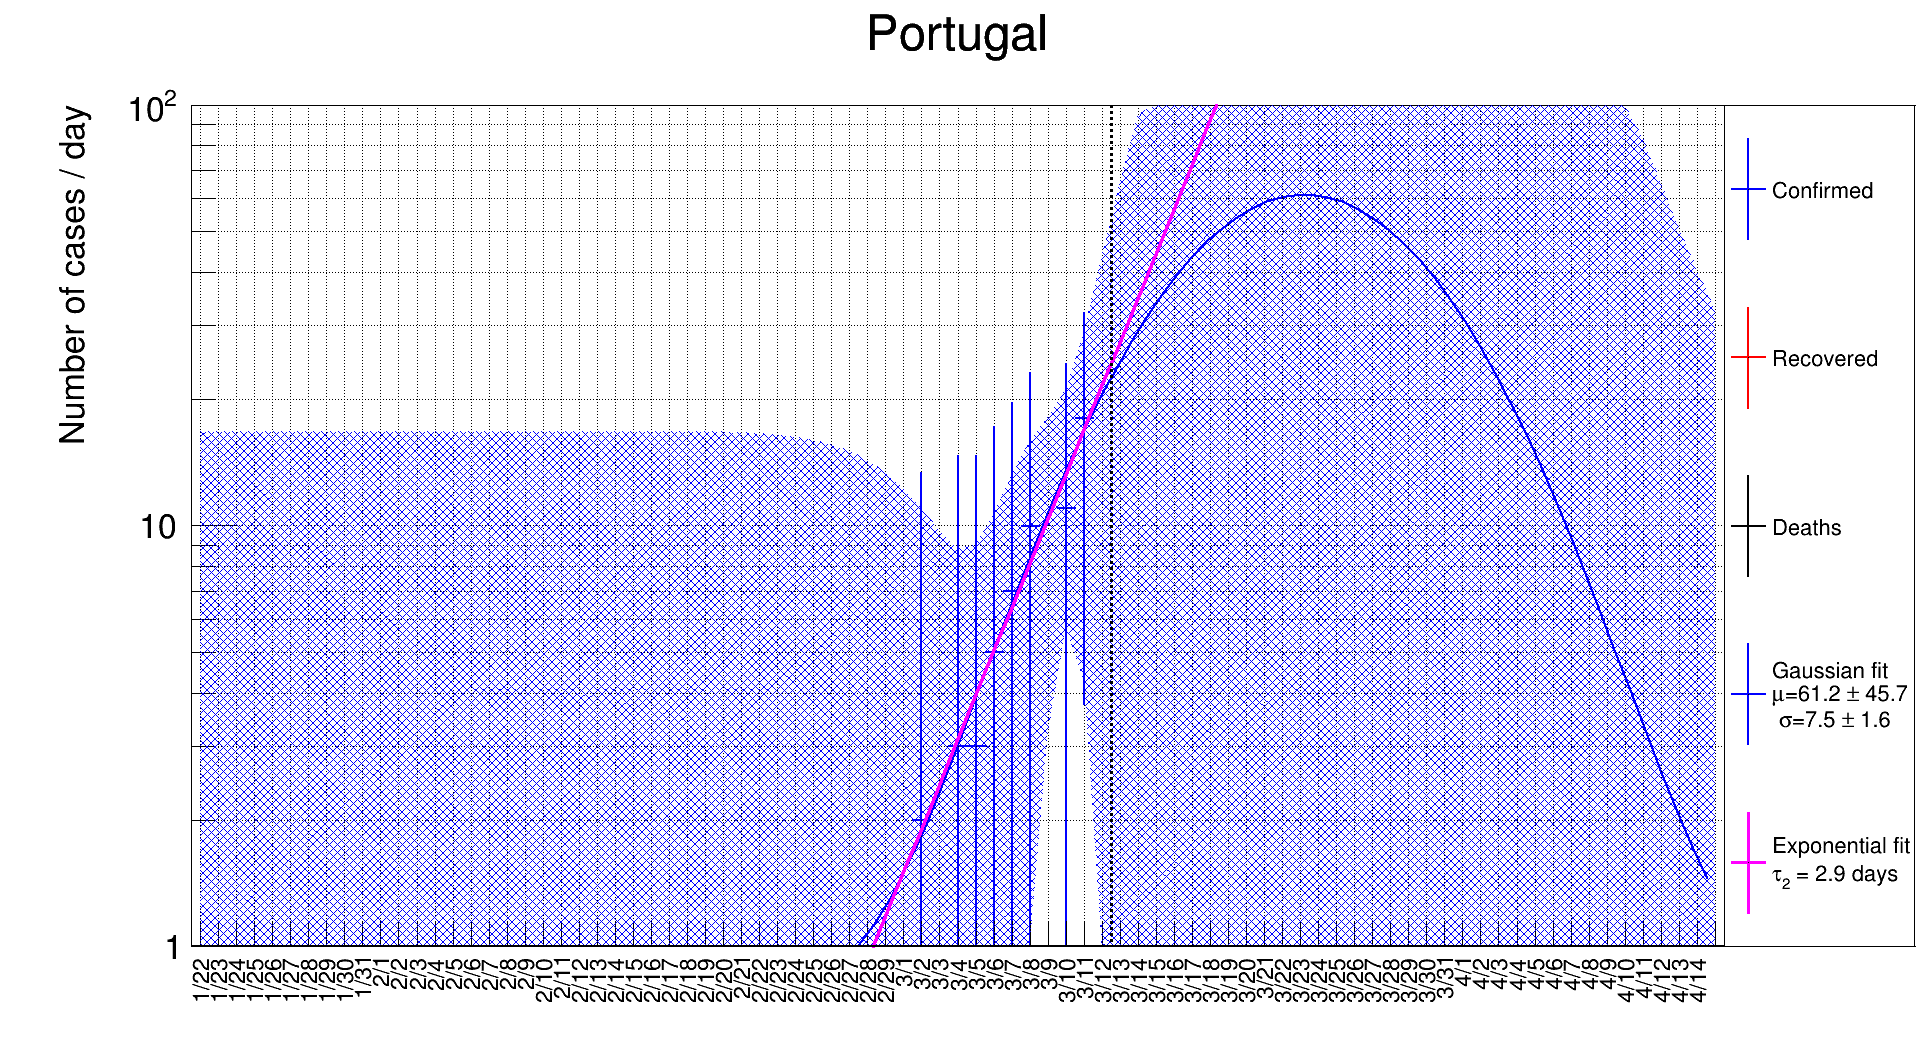 Portugal
Number of cases / day
10²
10
1
1/22 1/23 1/24 1/25 1/26 1/27 1/28 1/29 1/30 1/31 2/1 2/2 2/3 2/4 2/5 2/6 2/7 2/8 2/9 2/10 2/11 2/12 2/13 2/14 2/15 2/16 2/17 2/18 2/19 2/20 2/21 2/22 2/23 2/24 2/25 2/26 2/27 2/28 2/29 3/1 3/2 3/3 3/4 3/5 3/6 3/7 3/8 3/9 3/10 3/11 3/12 3/13 3/14 3/15 3/16 3/17 3/18 3/19 3/20 3/21 3/22 3/23 3/24 3/25 3/26 3/27 3/28 3/29 3/30 3/31 4/1 4/2 4/3 4/4 4/5 4/6 4/7 4/8 4/9 4/10 4/11 4/12 4/13 4/14
Confirmed
Recovered
Deaths
Gaussian fit
μ=61.2 ± 45.7
σ=7.5 ± 1.6
Exponential fit
τ₂ = 2.9 days